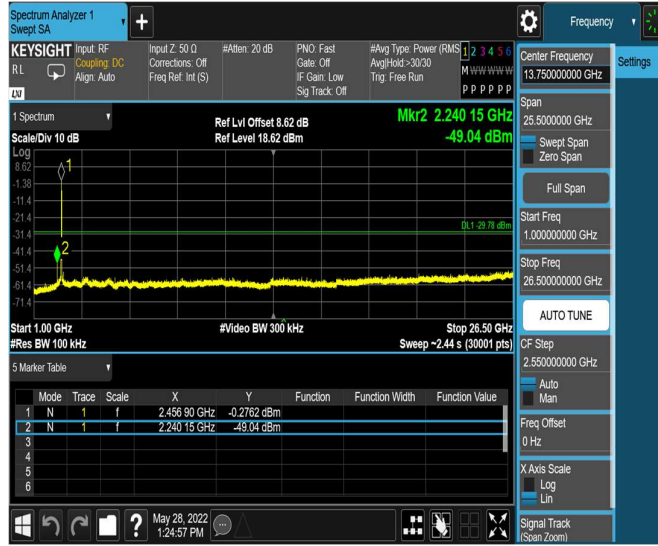 Spectrum Analyzer 1
Swept SA
+
Frequency
KEYSIGHT
RL
LXI
Input: RF
Coupling: DC
Align: Auto
Input Z: 50 Ω
Corrections: Off
Freq Ref: Int (S)
#Atten: 20 dB
PNO: Fast
Gate: Off
IF Gain: Low
Sig Track: Off
#Avg Type: Power (RMS
Avg|Hold:>30/30
Trig: Free Run
1 2 3 4 5 6
M W W W W W
P P P P P P
1 Spectrum
Scale/Div 10 dB
Ref Lvl Offset 8.62 dB
Ref Level 18.62 dBm
Mkr2 2.240 15 GHz
-49.04 dBm
Log
8.62
-1.38
-11.4
-21.4
-31.4
-41.4
-51.4
-61.4
1
2
DL1 -29.78 dBm
Start 1.00 GHz
#Video BW 300 kHz
Stop 26.50 GHz
#Res BW 100 kHz
Sweep ~2.44 s (30001 pts)
5 Marker Table
Mode Trace Scale X Y Function Function Width Function Value
1 N 1 f 2.456 90 GHz -0.2762 dBm
2 N 1 f 2.240 15 GHz -49.04 dBm
3
4
5
6
May 28, 2022
1:24:57 PM
?
Center Frequency
13.750000000 GHz
Settings
Span
25.5000000 GHz
Swept Span
Zero Span
Full Span
Start Freq
1.000000000 GHz
Stop Freq
26.500000000 GHz
AUTO TUNE
CF Step
2.550000000 GHz
Auto
Man
Freq Offset
0 Hz
X Axis Scale
Log
Lin
Signal Track
(Span Zoom)